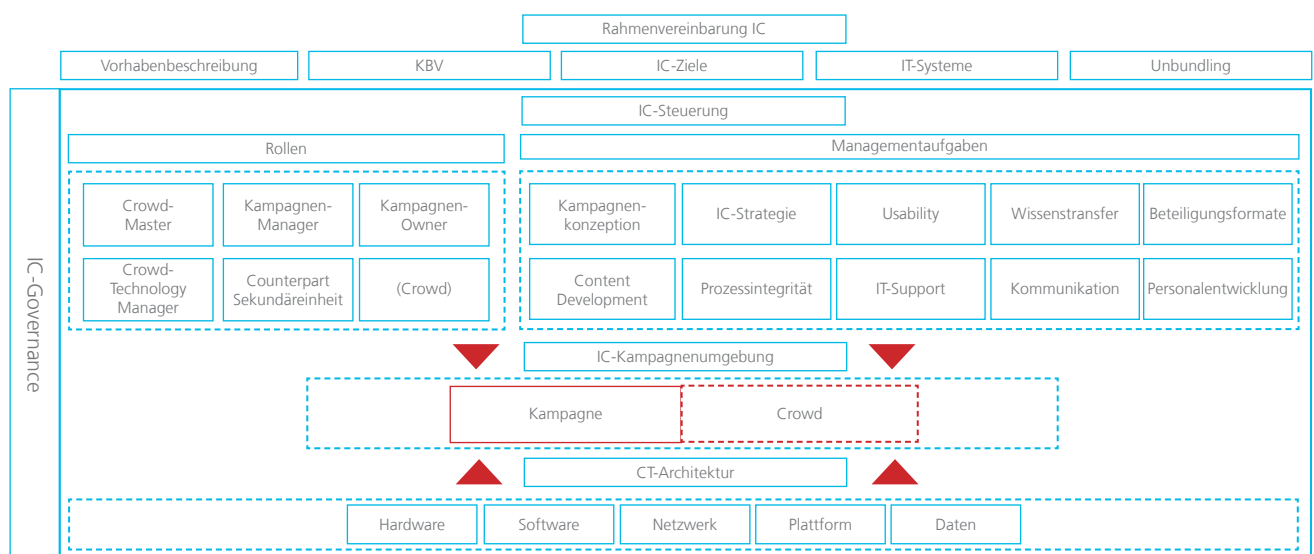 Rahmenvereinbarung IC
Vorhabenbeschreibung
KBV
IC-Ziele
IT-Systeme
Unbundling
IC-Governance
IC-Steuerung
Rollen
Managementaufgaben
Crowd-
Master
Kampagnen-
Manager
Kampagnen-
Owner
Crowd-
Technology
Manager
Counterpart
Sekundäreinheit
(Crowd)
Kampagnen-
konzeption
IC-Strategie
Usability
Wissenstransfer
Beteiligungsformate
Content
Development
Prozessintegrität
IT-Support
Kommunikation
Personalentwicklung
IC-Kampagnenumgebung
Kampagne
Crowd
CT-Architektur
Hardware
Software
Netzwerk
Plattform
Daten